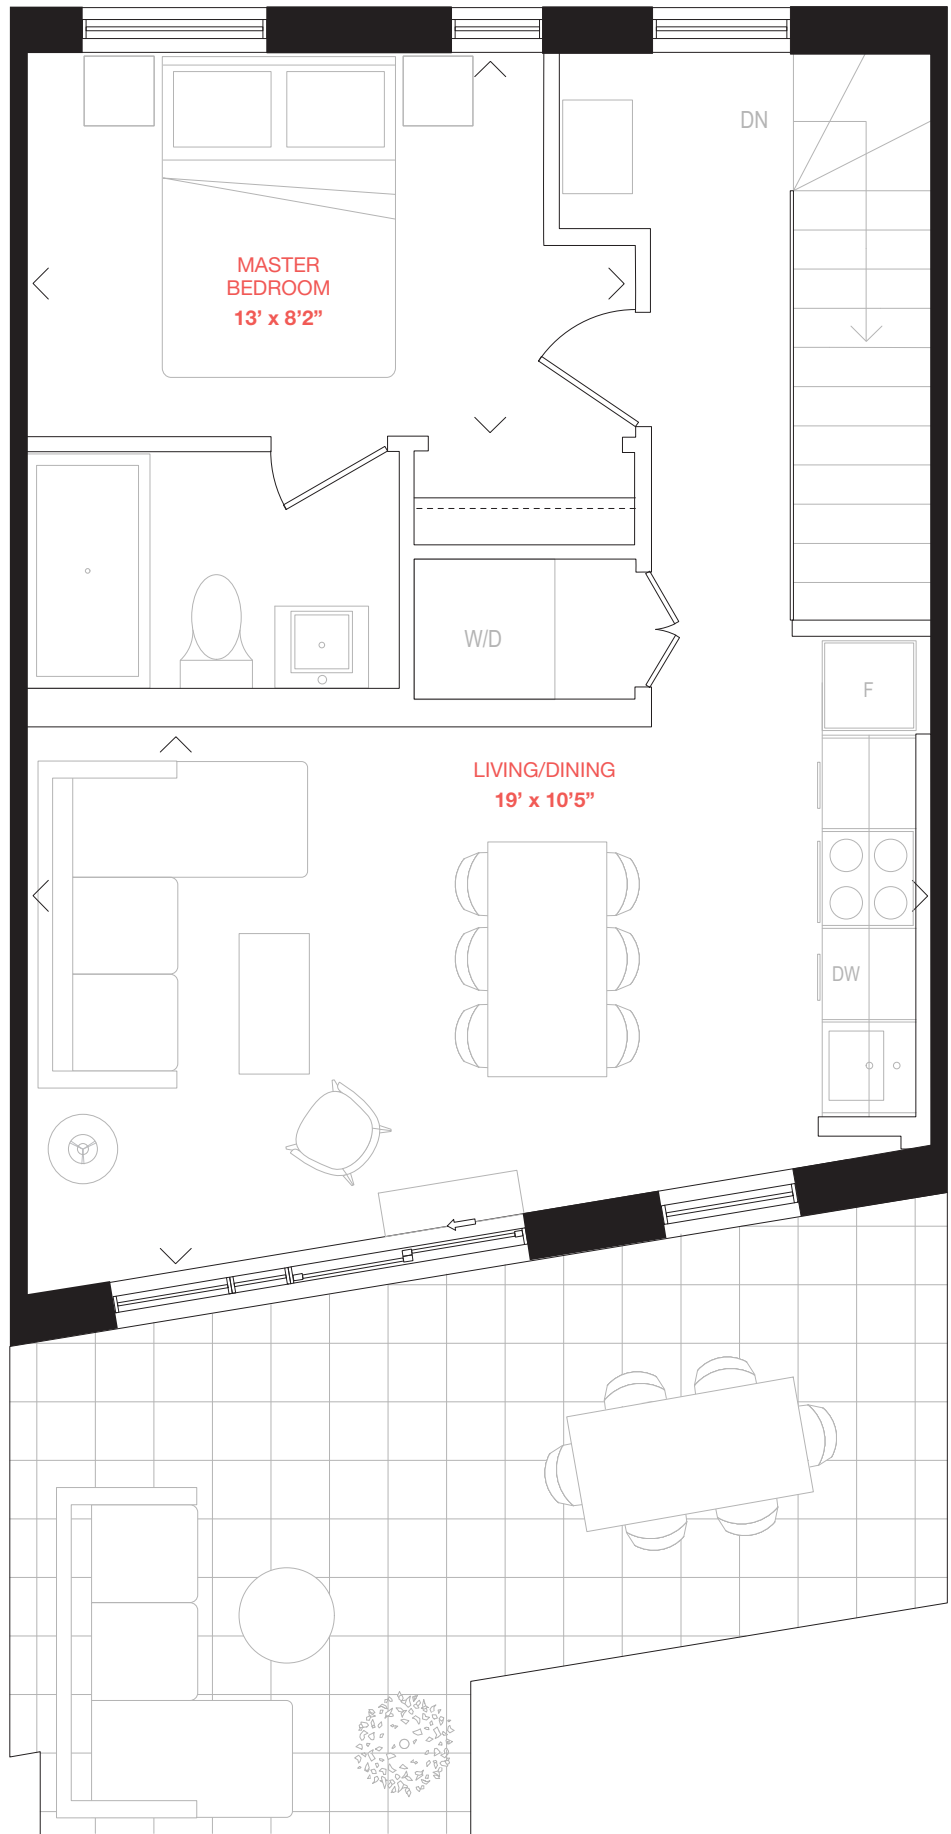 DN
MASTER
BEDROOM
13’ x 8’2”
W/D
F
LIVING/DINING
19’ x 10’5”
DW